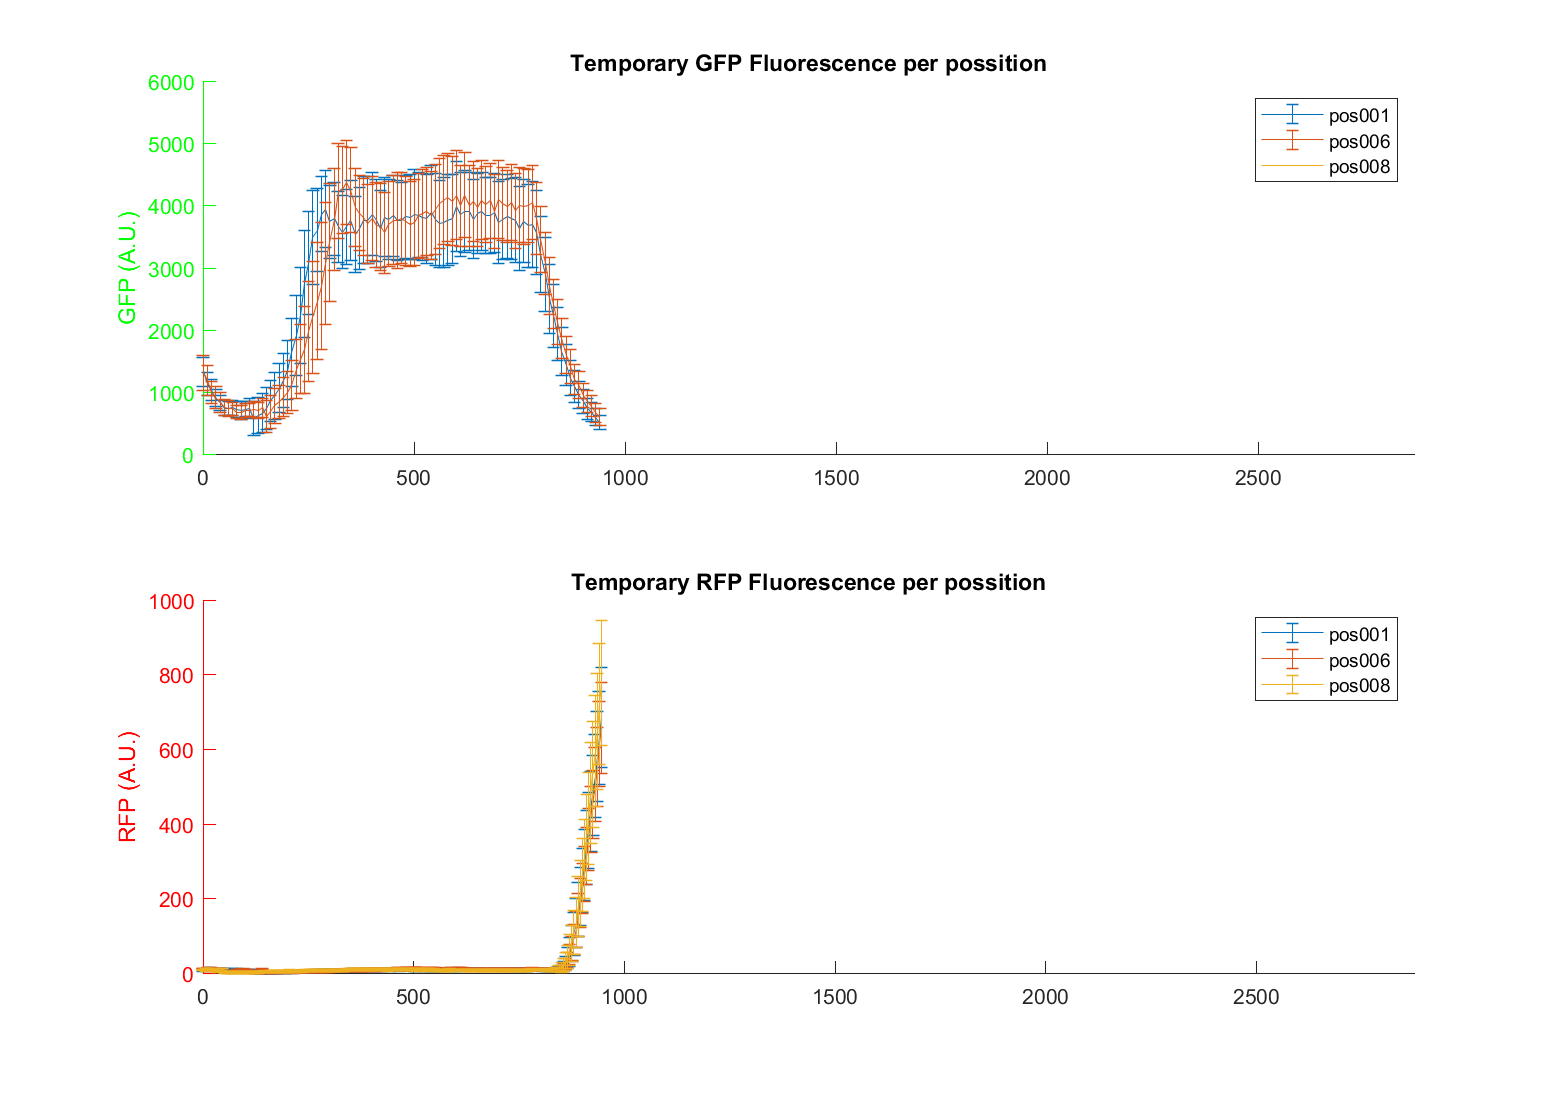 Temporary GFP Fluorescence per possition
6000
5000
4000
3000
2000
1000
0
GFP (A.U.)
0 500 1000 1500 2000 2500
pos001
pos006
pos008
Temporary RFP Fluorescence per possition
1000
800
600
400
200
0
RFP (A.U.)
0 500 1000 1500 2000 2500
pos001
pos006
pos008